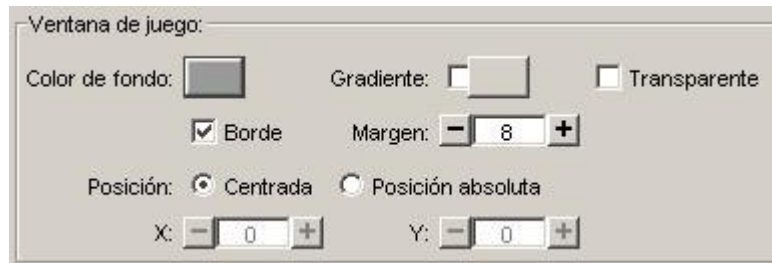 Ventana de juego:
Color de fondo: Gradiente: Transparente
Borde Margen: − 8 +
Posición: Centrada Posición absoluta
X: − 0 + Y: − 0 +